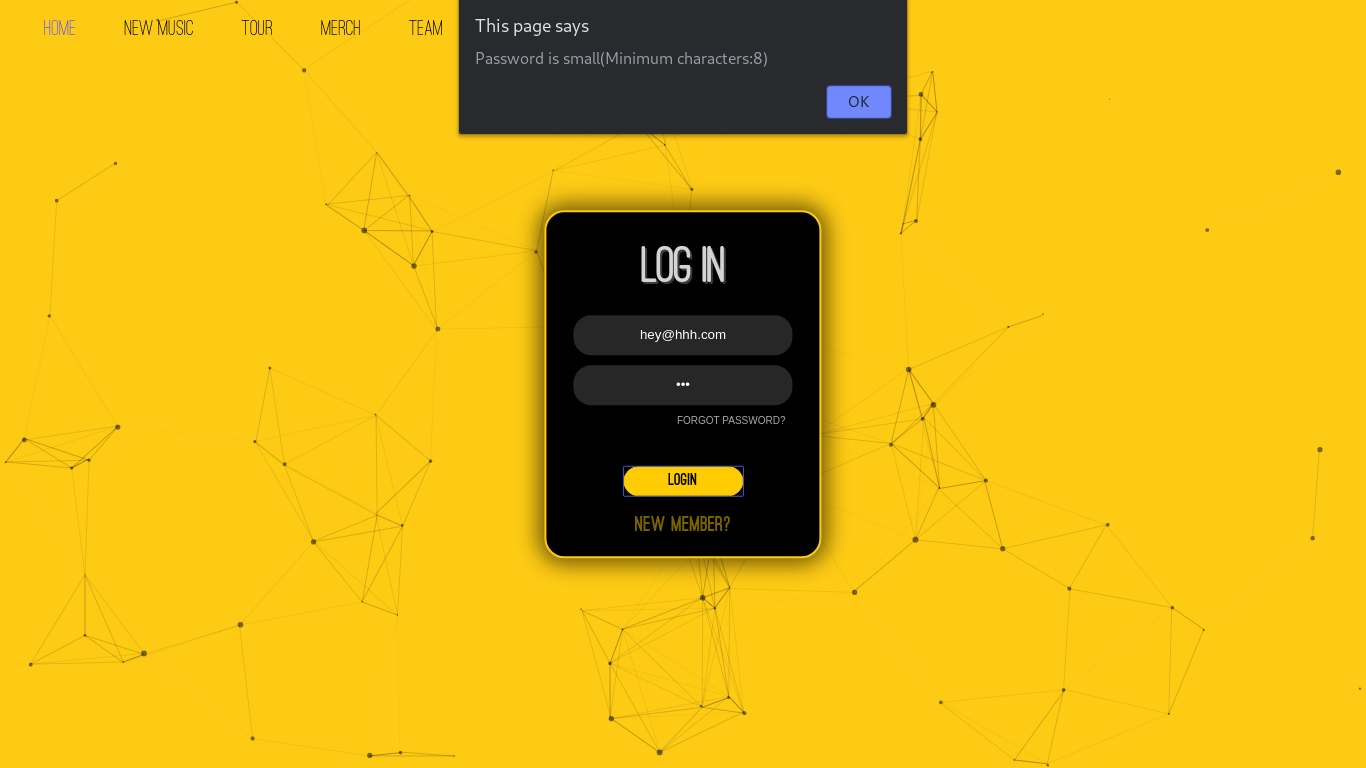 HOME NEW MUSIC TOUR MERCH TEAM
This page says
Password is small(Minimum characters:8)
OK
LOG IN
hey@hhh.com
•••
FORGOT PASSWORD?
LOGIN
NEW MEMBER?